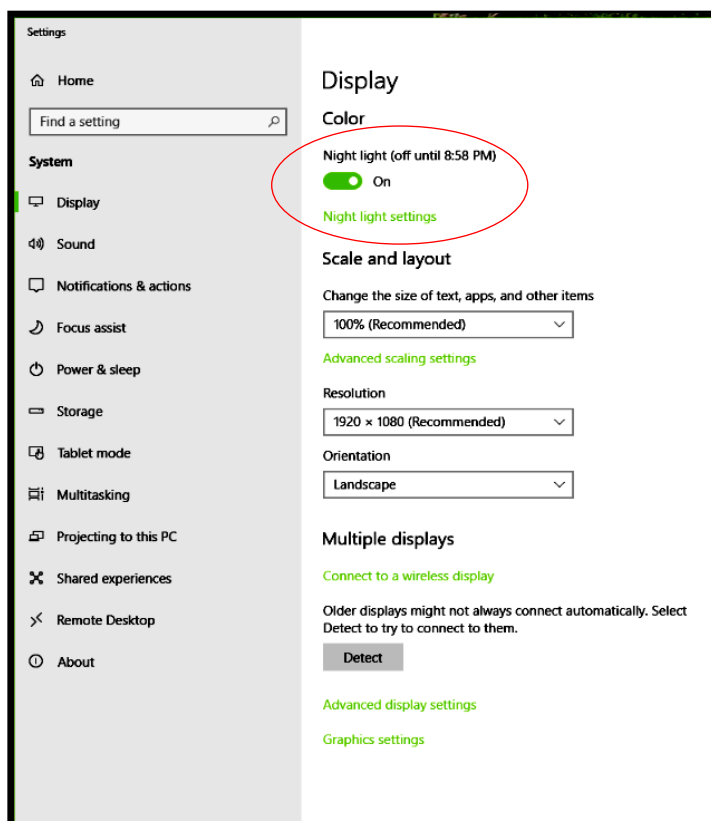 Settings
Home
Find a setting
System
Display
Sound
Notifications & actions
Focus assist
Power & sleep
Storage
Tablet mode
Multitasking
Projecting to this PC
Shared experiences
Remote Desktop
About
Display
Color
Night light (off until 8:58 PM)
On
Night light settings
Scale and layout
Change the size of text, apps, and other items
100% (Recommended)
Advanced scaling settings
Resolution
1920 × 1080 (Recommended)
Orientation
Landscape
Multiple displays
Connect to a wireless display
Older displays might not always connect automatically. Select
Detect to try to connect to them.
Detect
Advanced display settings
Graphics settings